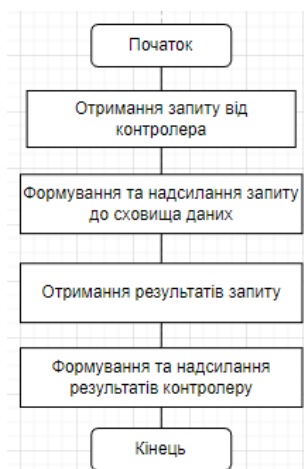 Початок
Отримання запиту від
контролера
Формування та надсилання запиту
до сховища даних
Отримання результатів запиту
Формування та надсилання
результатів контролеру
Кінець